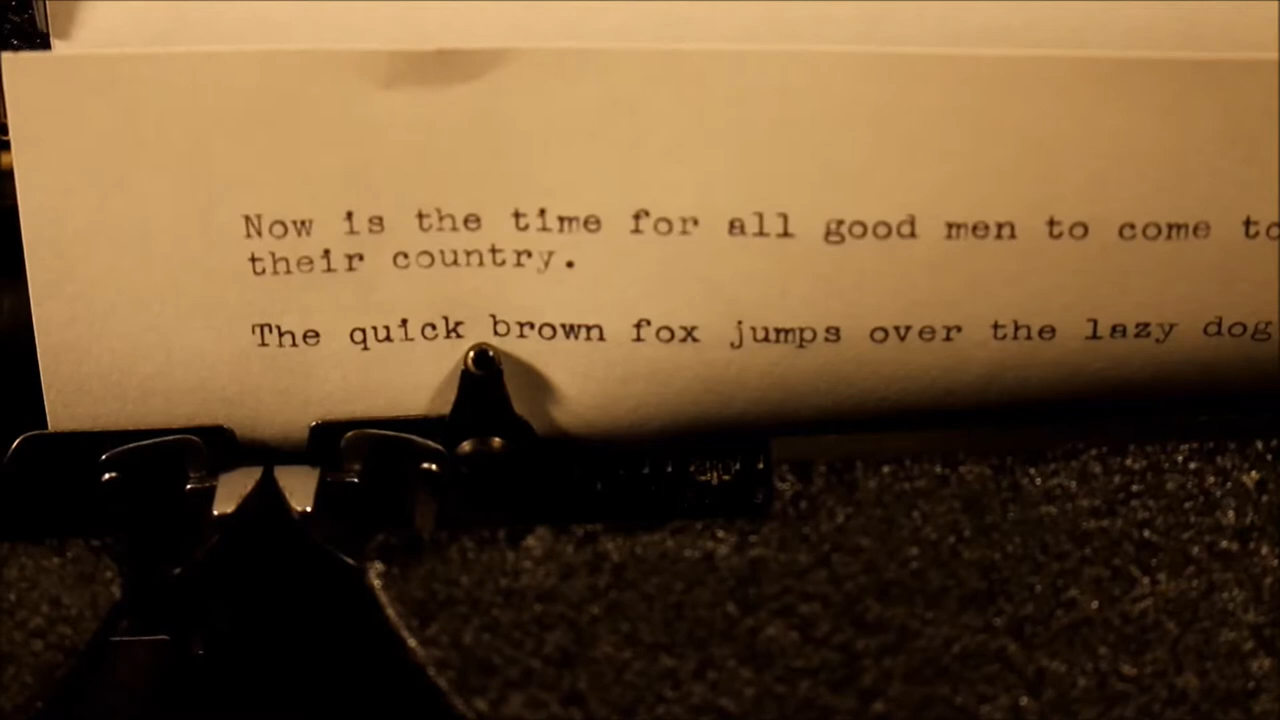 Now is the time for all good men to come to
their country.
The quick brown fox jumps over the lazy dog